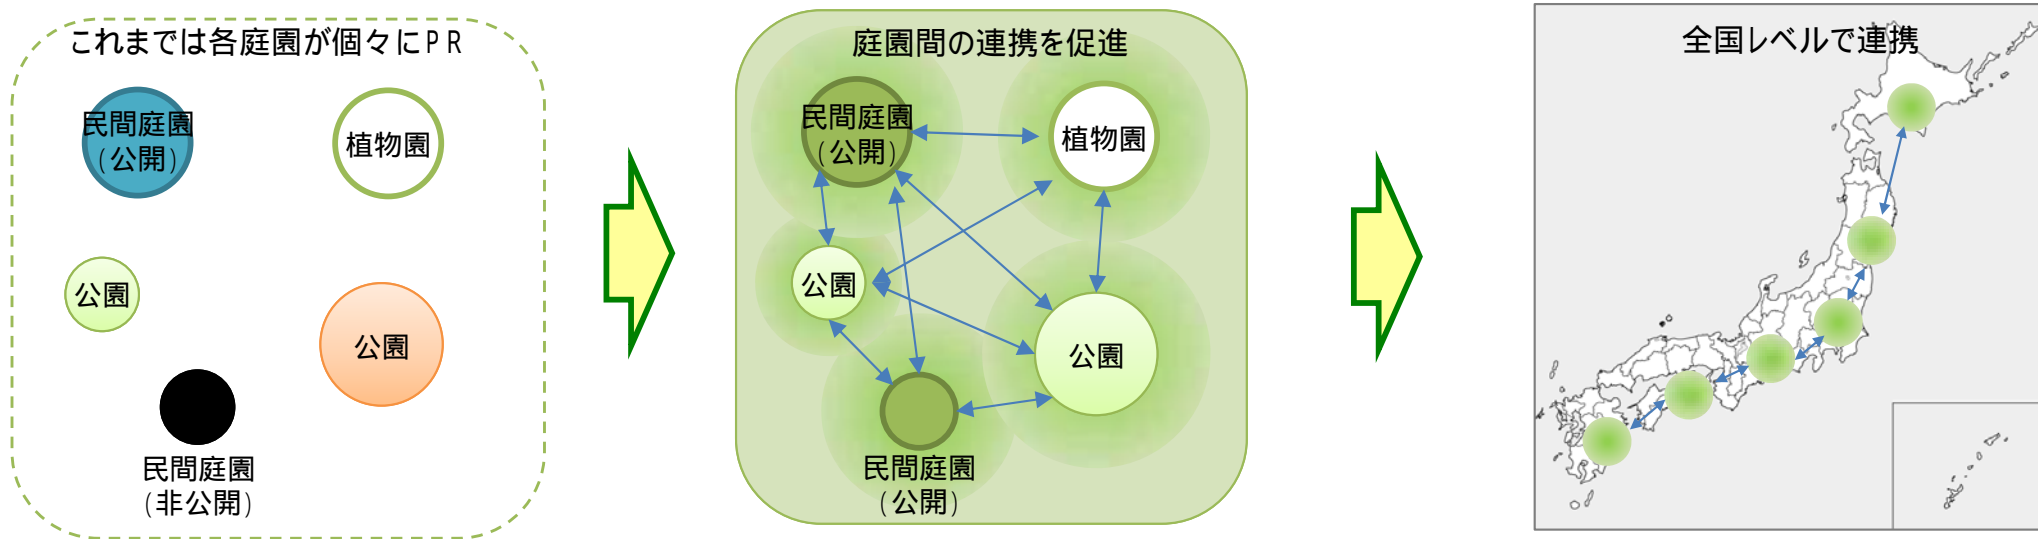 これまでは各庭園が個々にPR
民間庭園
(公開)
植物園
公園
公園
民間庭園
(非公開)
庭園間の連携を促進
民間庭園
(公開)
植物園
公園
公園
民間庭園
(公開)
全国レベルで連携